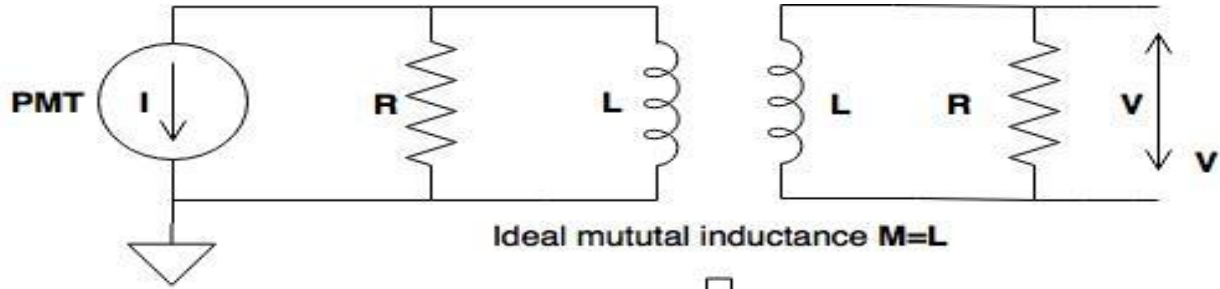 PMT I R L L R V
V
Ideal mututal inductance M=L